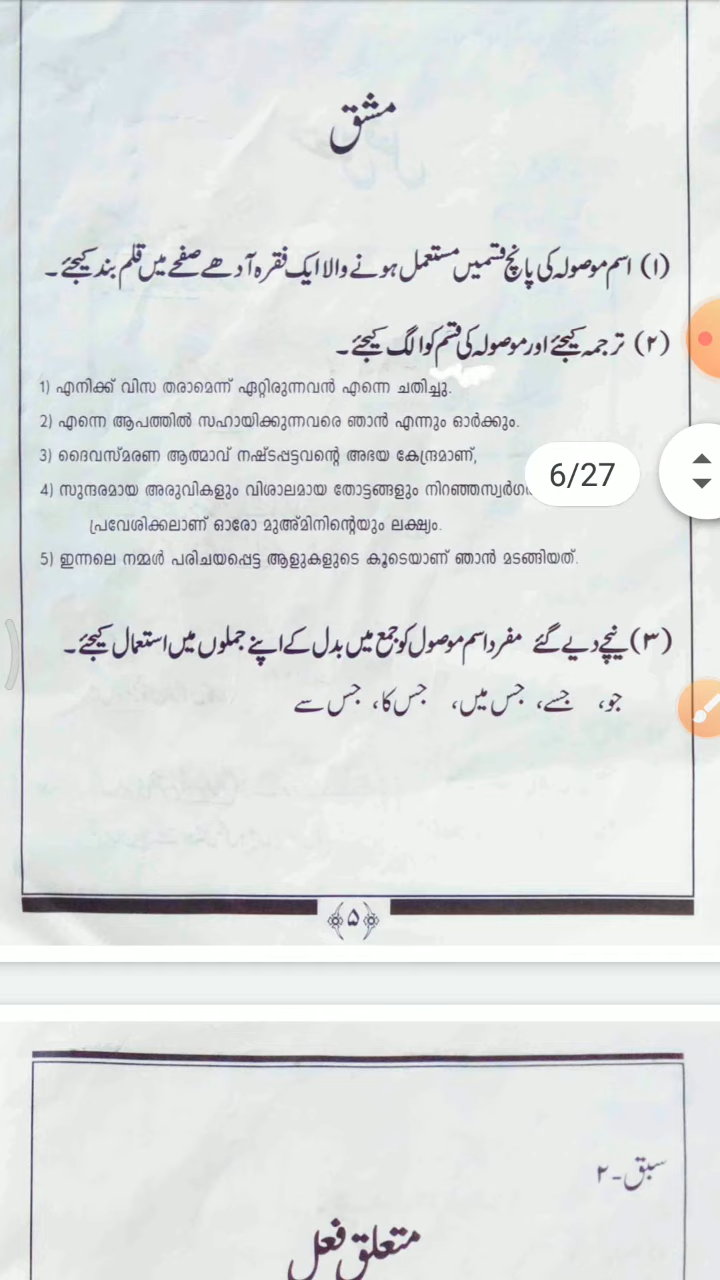 مشق
(۱) اسم موصولہ کی پانچ قسمیں مستعمل ہونے والا ایک فقرہ آدھے صفحے میں قلم بند کیجئے۔
(۲) ترجمہ کیجئے اور موصولہ کی قسم کو الگ کیجئے۔
1) എനിക്ക് വിസ തരാമെന്ന് ഏറ്റിരുന്നവൻ എന്നെ ചതിച്ചു.
2) എന്നെ ആപത്തിൽ സഹായിക്കുന്നവരെ ഞാൻ എന്നും ഓർക്കും.
3) ദൈവസ്മരണ ആത്മാവ് നഷ്ടപ്പട്ടവന്റെ അഭയ കേന്ദ്രമാണ്,
6/27
4) സുന്ദരമായ അരുവികളും വിശാലമായ തോട്ടങ്ങളും
പ്രവേശിക്കലാണ് ഓരോ മുഅ്മിനിന്റെയും ലക്ഷ്യം.
5) ഇന്നലെ നമ്മൾ പരിചയപ്പെട്ട ആളുകളുടെ കൂടെയാണ് ഞാൻ മടങ്ങിയത്.
(۳) نیچے دیے گئے مفرد اسم موصول کو جمع میں بدل کے اپنے جملوں میں استعمال کیجئے۔
جو، جسے، جس میں، جس کا، جس سے
۵
سبق-۲
متعلق فعل